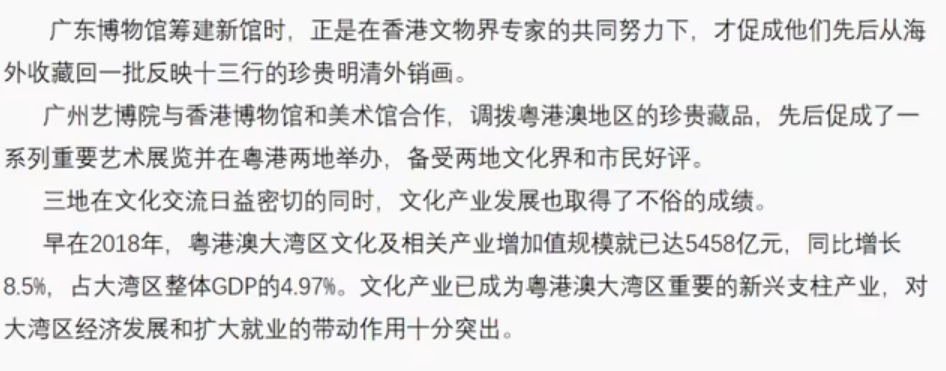 广东博物馆筹建新馆时，正是在香港文物界专家的共同努力下，才促成他们先后从海
外收藏回一批反映十三行的珍贵明清外销画。
广州艺博院与香港博物馆和美术馆合作，调拨粤港澳地区的珍贵藏品，先后促成了一
系列重要艺术展览并在粤港两地举办，备受两地文化界和市民好评。
三地在文化交流日益密切的同时，文化产业发展也取得了不俗的成绩。
早在2018年，粤港澳大湾区文化及相关产业增加值规模就已达5458亿元，同比增长
8.5%，占大湾区整体GDP的4.97%。文化产业已成为粤港澳大湾区重要的新兴支柱产业，对
大湾区经济发展和扩大就业的带动作用十分突出。